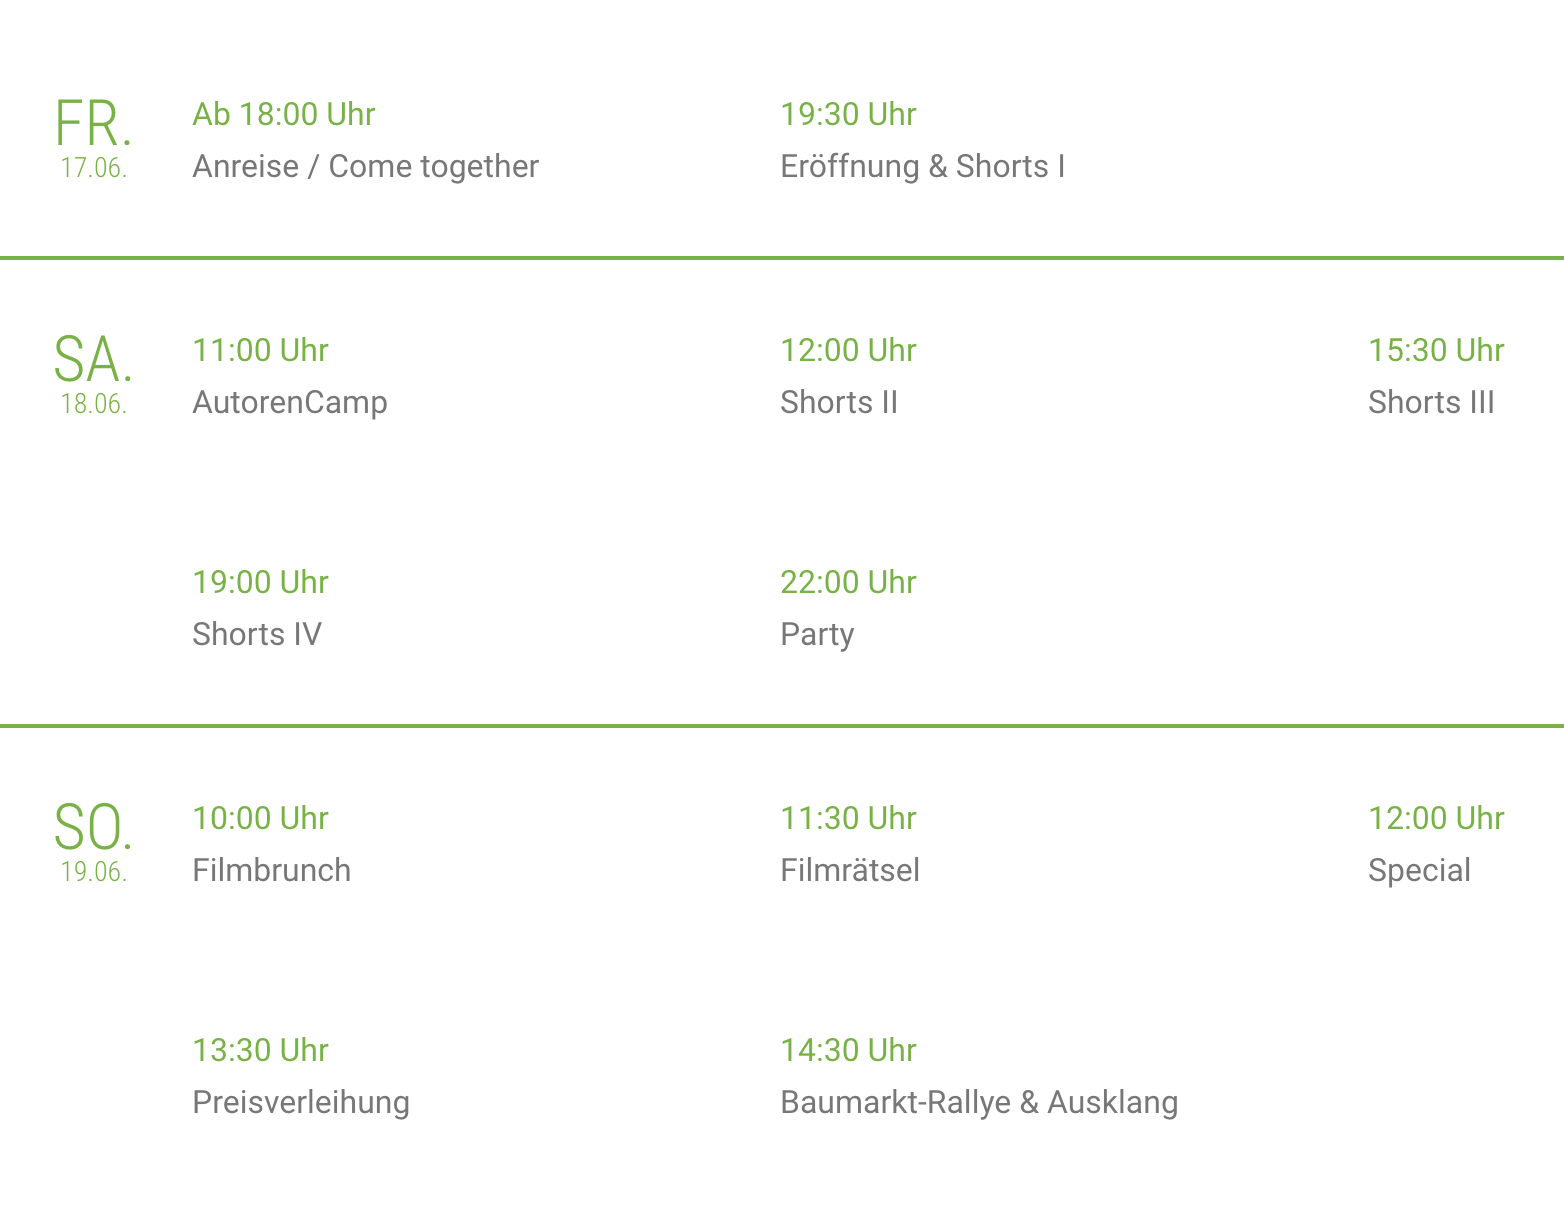 FR.
17.06.
Ab 18:00 Uhr
Anreise / Come together
19:30 Uhr
Eröffnung & Shorts I
SA.
18.06.
11:00 Uhr
AutorenCamp
12:00 Uhr
Shorts II
15:30 Uhr
Shorts III
19:00 Uhr
Shorts IV
22:00 Uhr
Party
SO.
19.06.
10:00 Uhr
Filmbrunch
11:30 Uhr
Filmrätsel
12:00 Uhr
Special
13:30 Uhr
Preisverleihung
14:30 Uhr
Baumarkt-Rallye & Ausklang